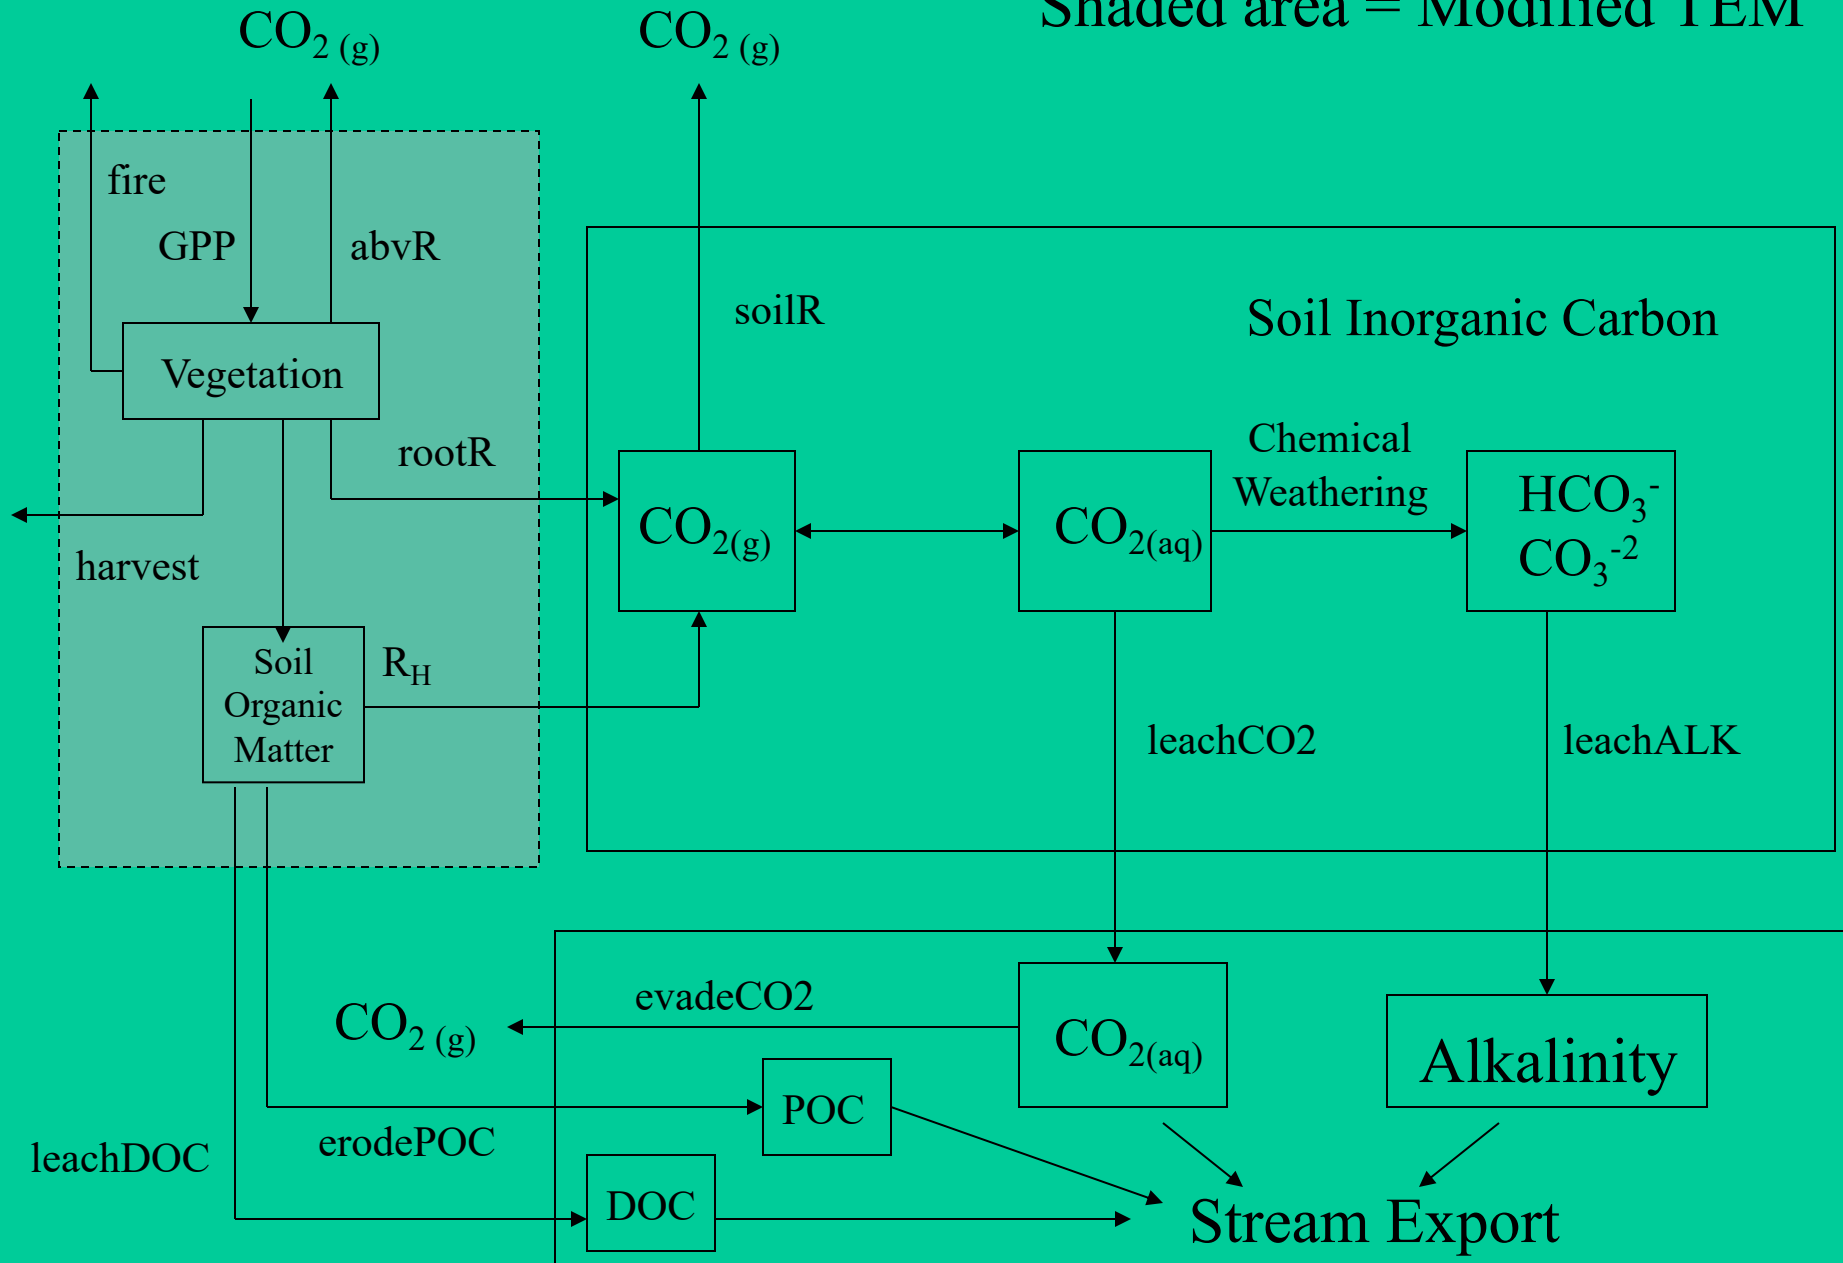 Shaded area = Modified TEM
CO2 (g)
CO2 (g)
fire
GPP
abvR
soilR
Soil Inorganic Carbon
Vegetation
rootR
Chemical
Weathering
CO2(g)
CO2(aq)
HCO3-
CO3-2
harvest
Soil
Organic
Matter
RH
leachCO2
leachALK
evadeCO2
CO2 (g)
CO2(aq)
Alkalinity
POC
erodePOC
leachDOC
DOC
Stream Export